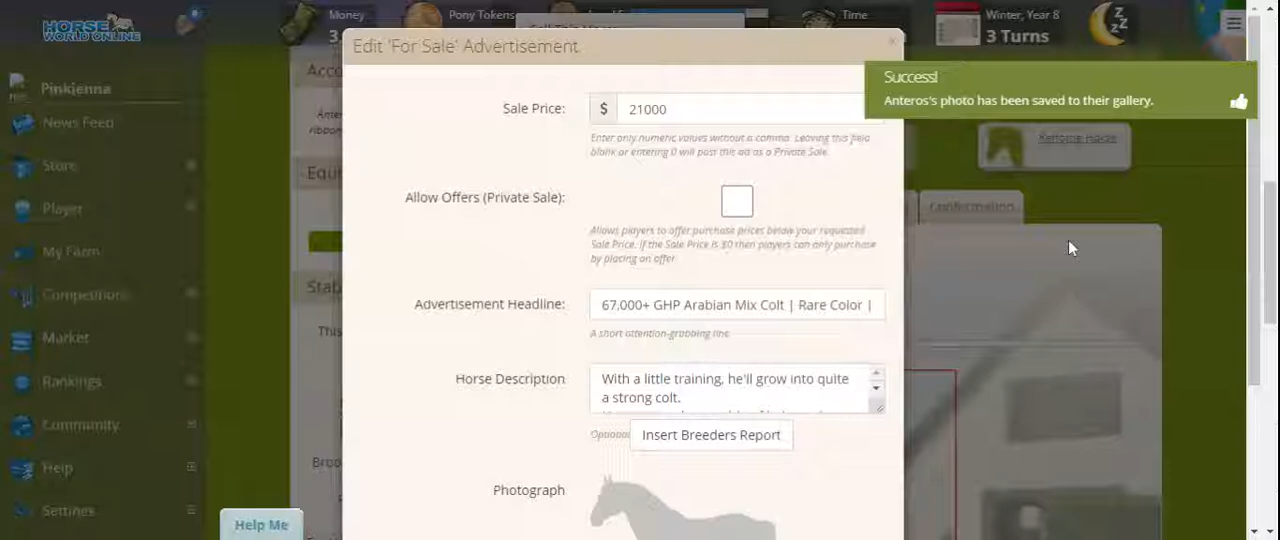 HORSE
WORLD ONLINE
Money
3
Pony Tokens
Time
Winter, Year 8
3 Turns
Pinkjenna
News Feed
Store
Player
My Farm
Competitions
Market
Rankings
Community
Help
Settings
Help Me
Edit 'For Sale' Advertisement
×
Success!
Anteros's photo has been saved to their gallery.
Rename Horse
Conformation
Sale Price:
$
21000
Enter only numeric values without a comma. Leaving this field
blank or entering 0 will post this ad as a Private Sale.
Allow Offers (Private Sale):
Allows players to offer purchase prices below your requested
Sale Price. If the Sale Price is $0 then players can only purchase
by placing an offer.
Advertisement Headline:
67,000+ GHP Arabian Mix Colt | Rare Color |
A short attention-grabbing line.
Horse Description
With a little training, he'll grow into quite
a strong colt.
Optional
Insert Breeders Report
Photograph